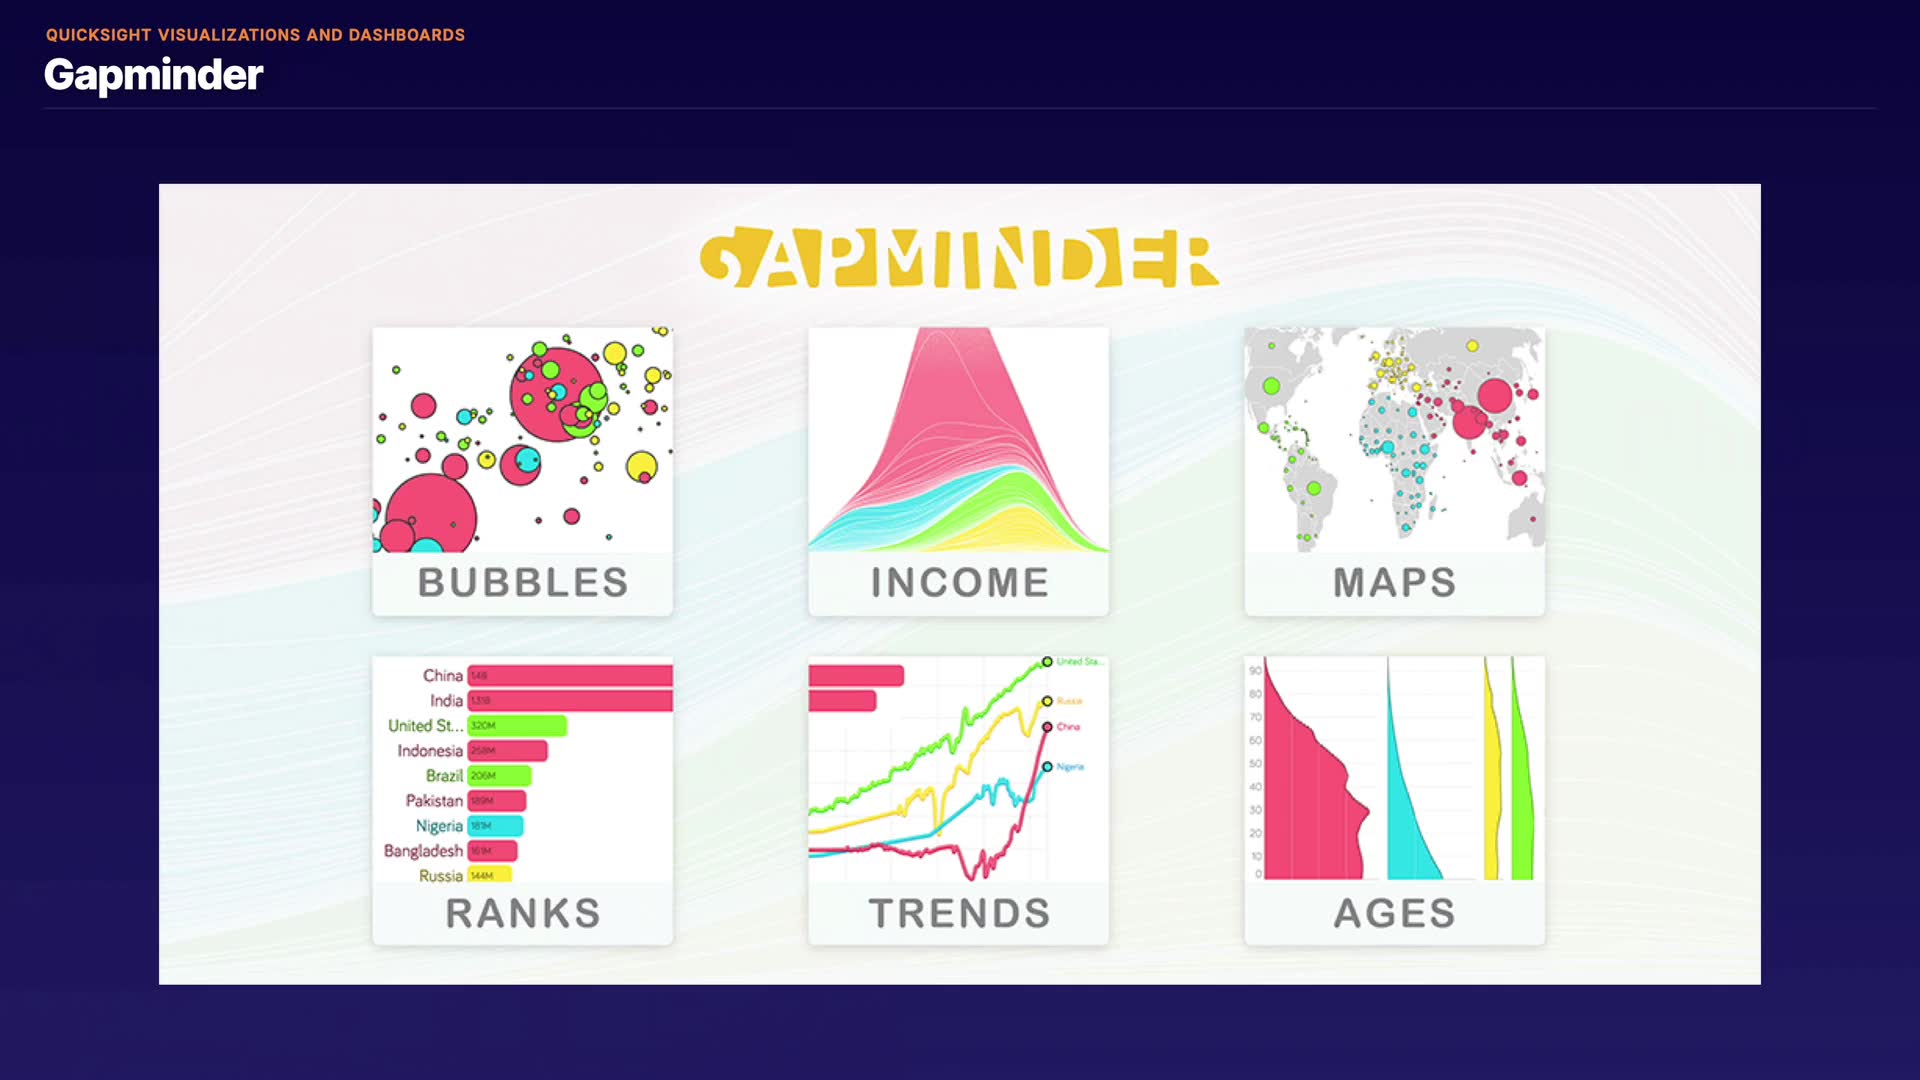 QUICKSIGHT VISUALIZATIONS AND DASHBOARDS
Gapminder
GAPMINDER
BUBBLES
INCOME
MAPS
China 1.4B
India 1.31B
United St... 320M
Indonesia 258M
Brazil 206M
Pakistan 189M
Nigeria 181M
Bangladesh 161M
Russia 144M
RANKS
United Sta...
Russia
China
Nigeria
TRENDS
90
80
70
60
50
40
30
20
10
0
AGES